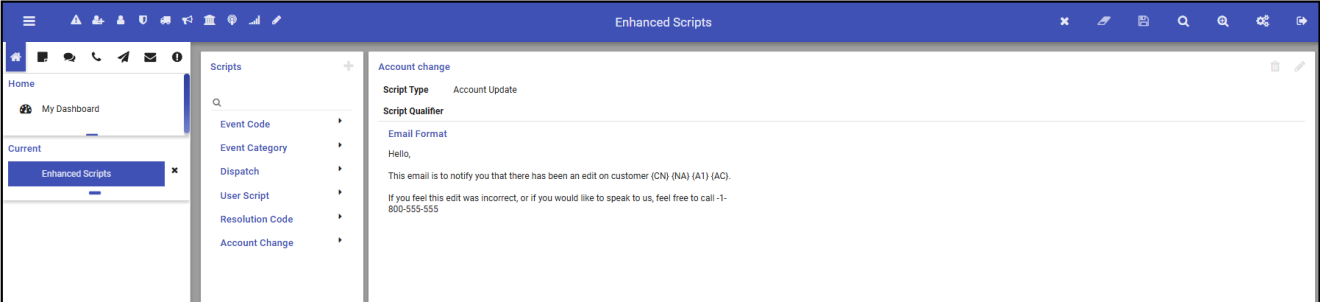 Enhanced Scripts
Home
My Dashboard
Current
Enhanced Scripts
Scripts
Event Code
Event Category
Dispatch
User Script
Resolution Code
Account Change
Account change
Script Type Account Update
Script Qualifier
Email Format
Hello,
This email is to notify you that there has been an edit on customer {CN} {NA} {A1} {AC}.
If you feel this edit was incorrect, or if you would like to speak to us, feel free to call -1-
800-555-555